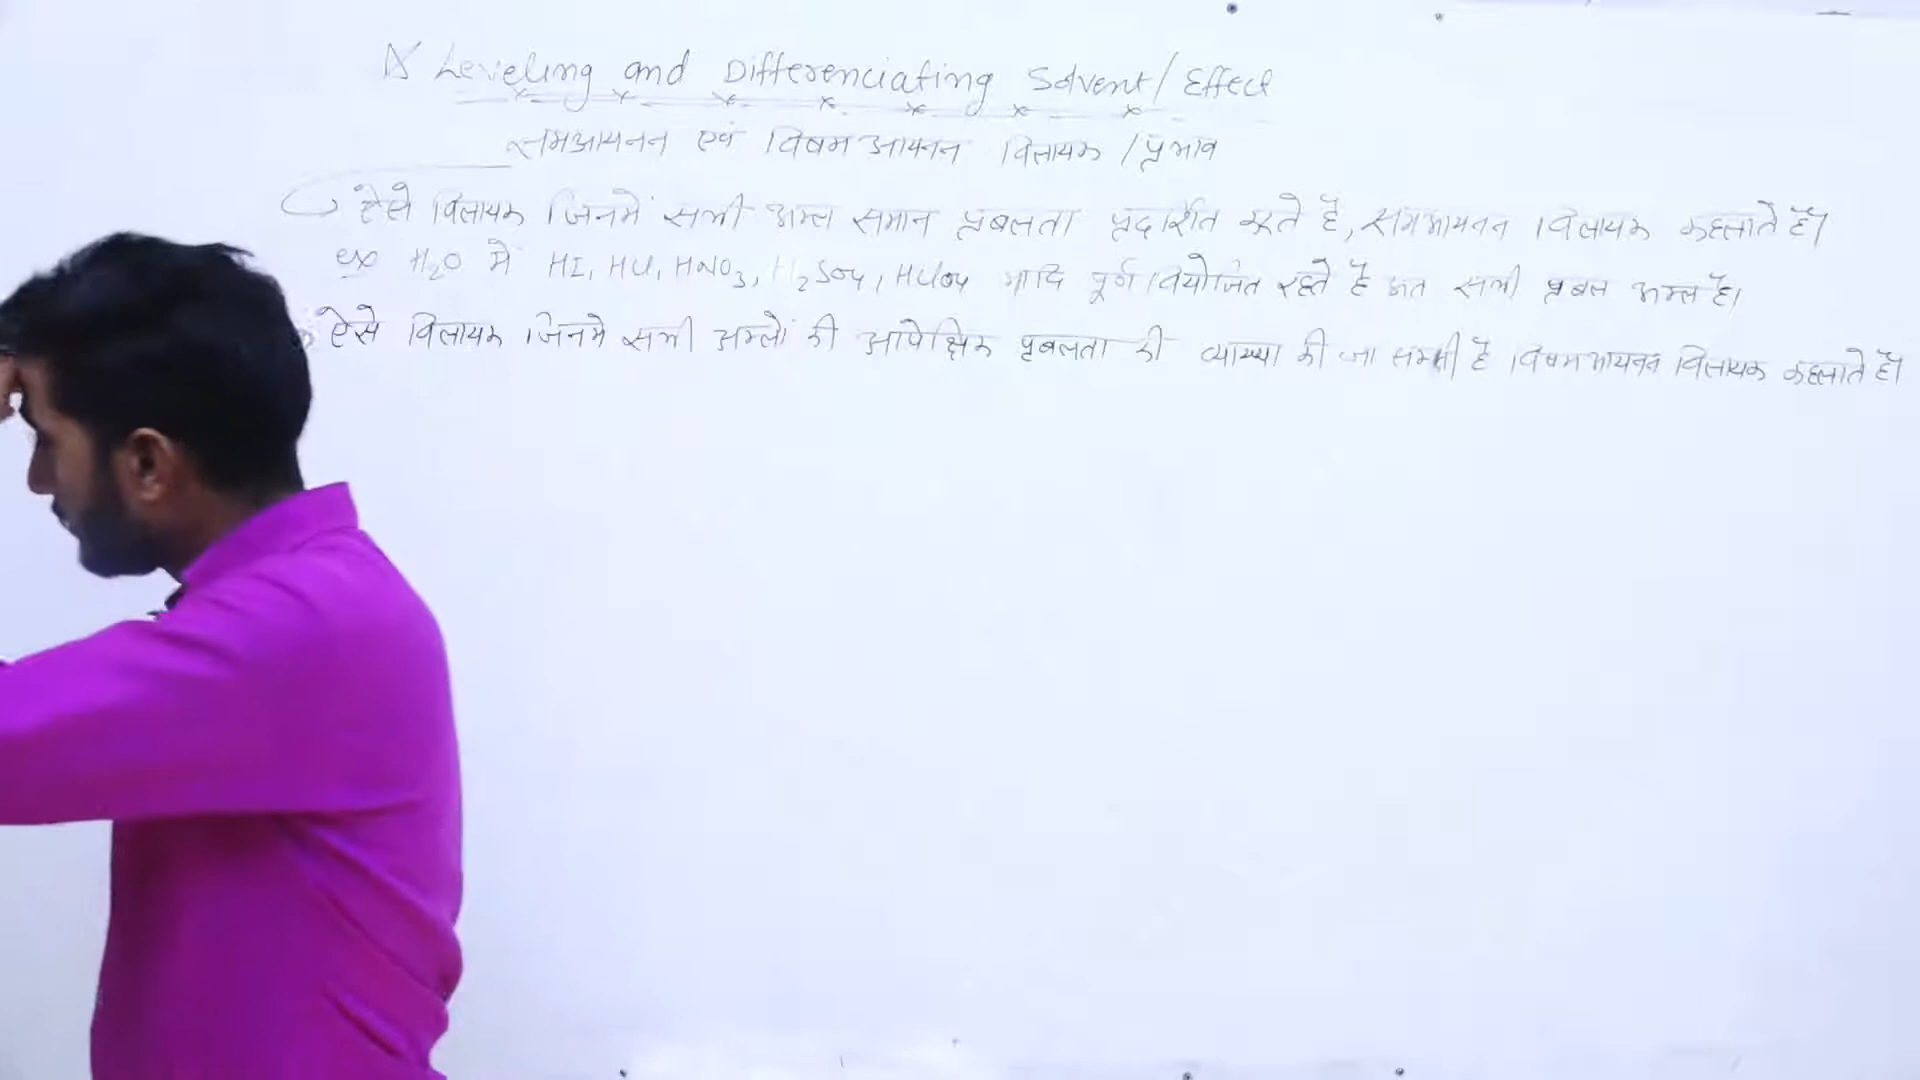 Leveling and Differenciating Solvent/Effect
समआयनन एवं विषमआयनन विलायक/प्रभाव
ऐसे विलायक जिनमें सभी अम्ल समान प्रबलता प्रदर्शित करते है, समआयनन विलायक कहलाते है।
ex H₂O में HI, HCl, HNO₃, H₂SO₄, HClO₄ आदि पूर्ण वियोजित रहते है अत सभी प्रबल अम्ल है।
ऐसे विलायक जिनमे सभी अम्लों की आपेक्षिक प्रबलता की व्याख्या की जा सकती है विषमआयनन विलायक कहलाते है।